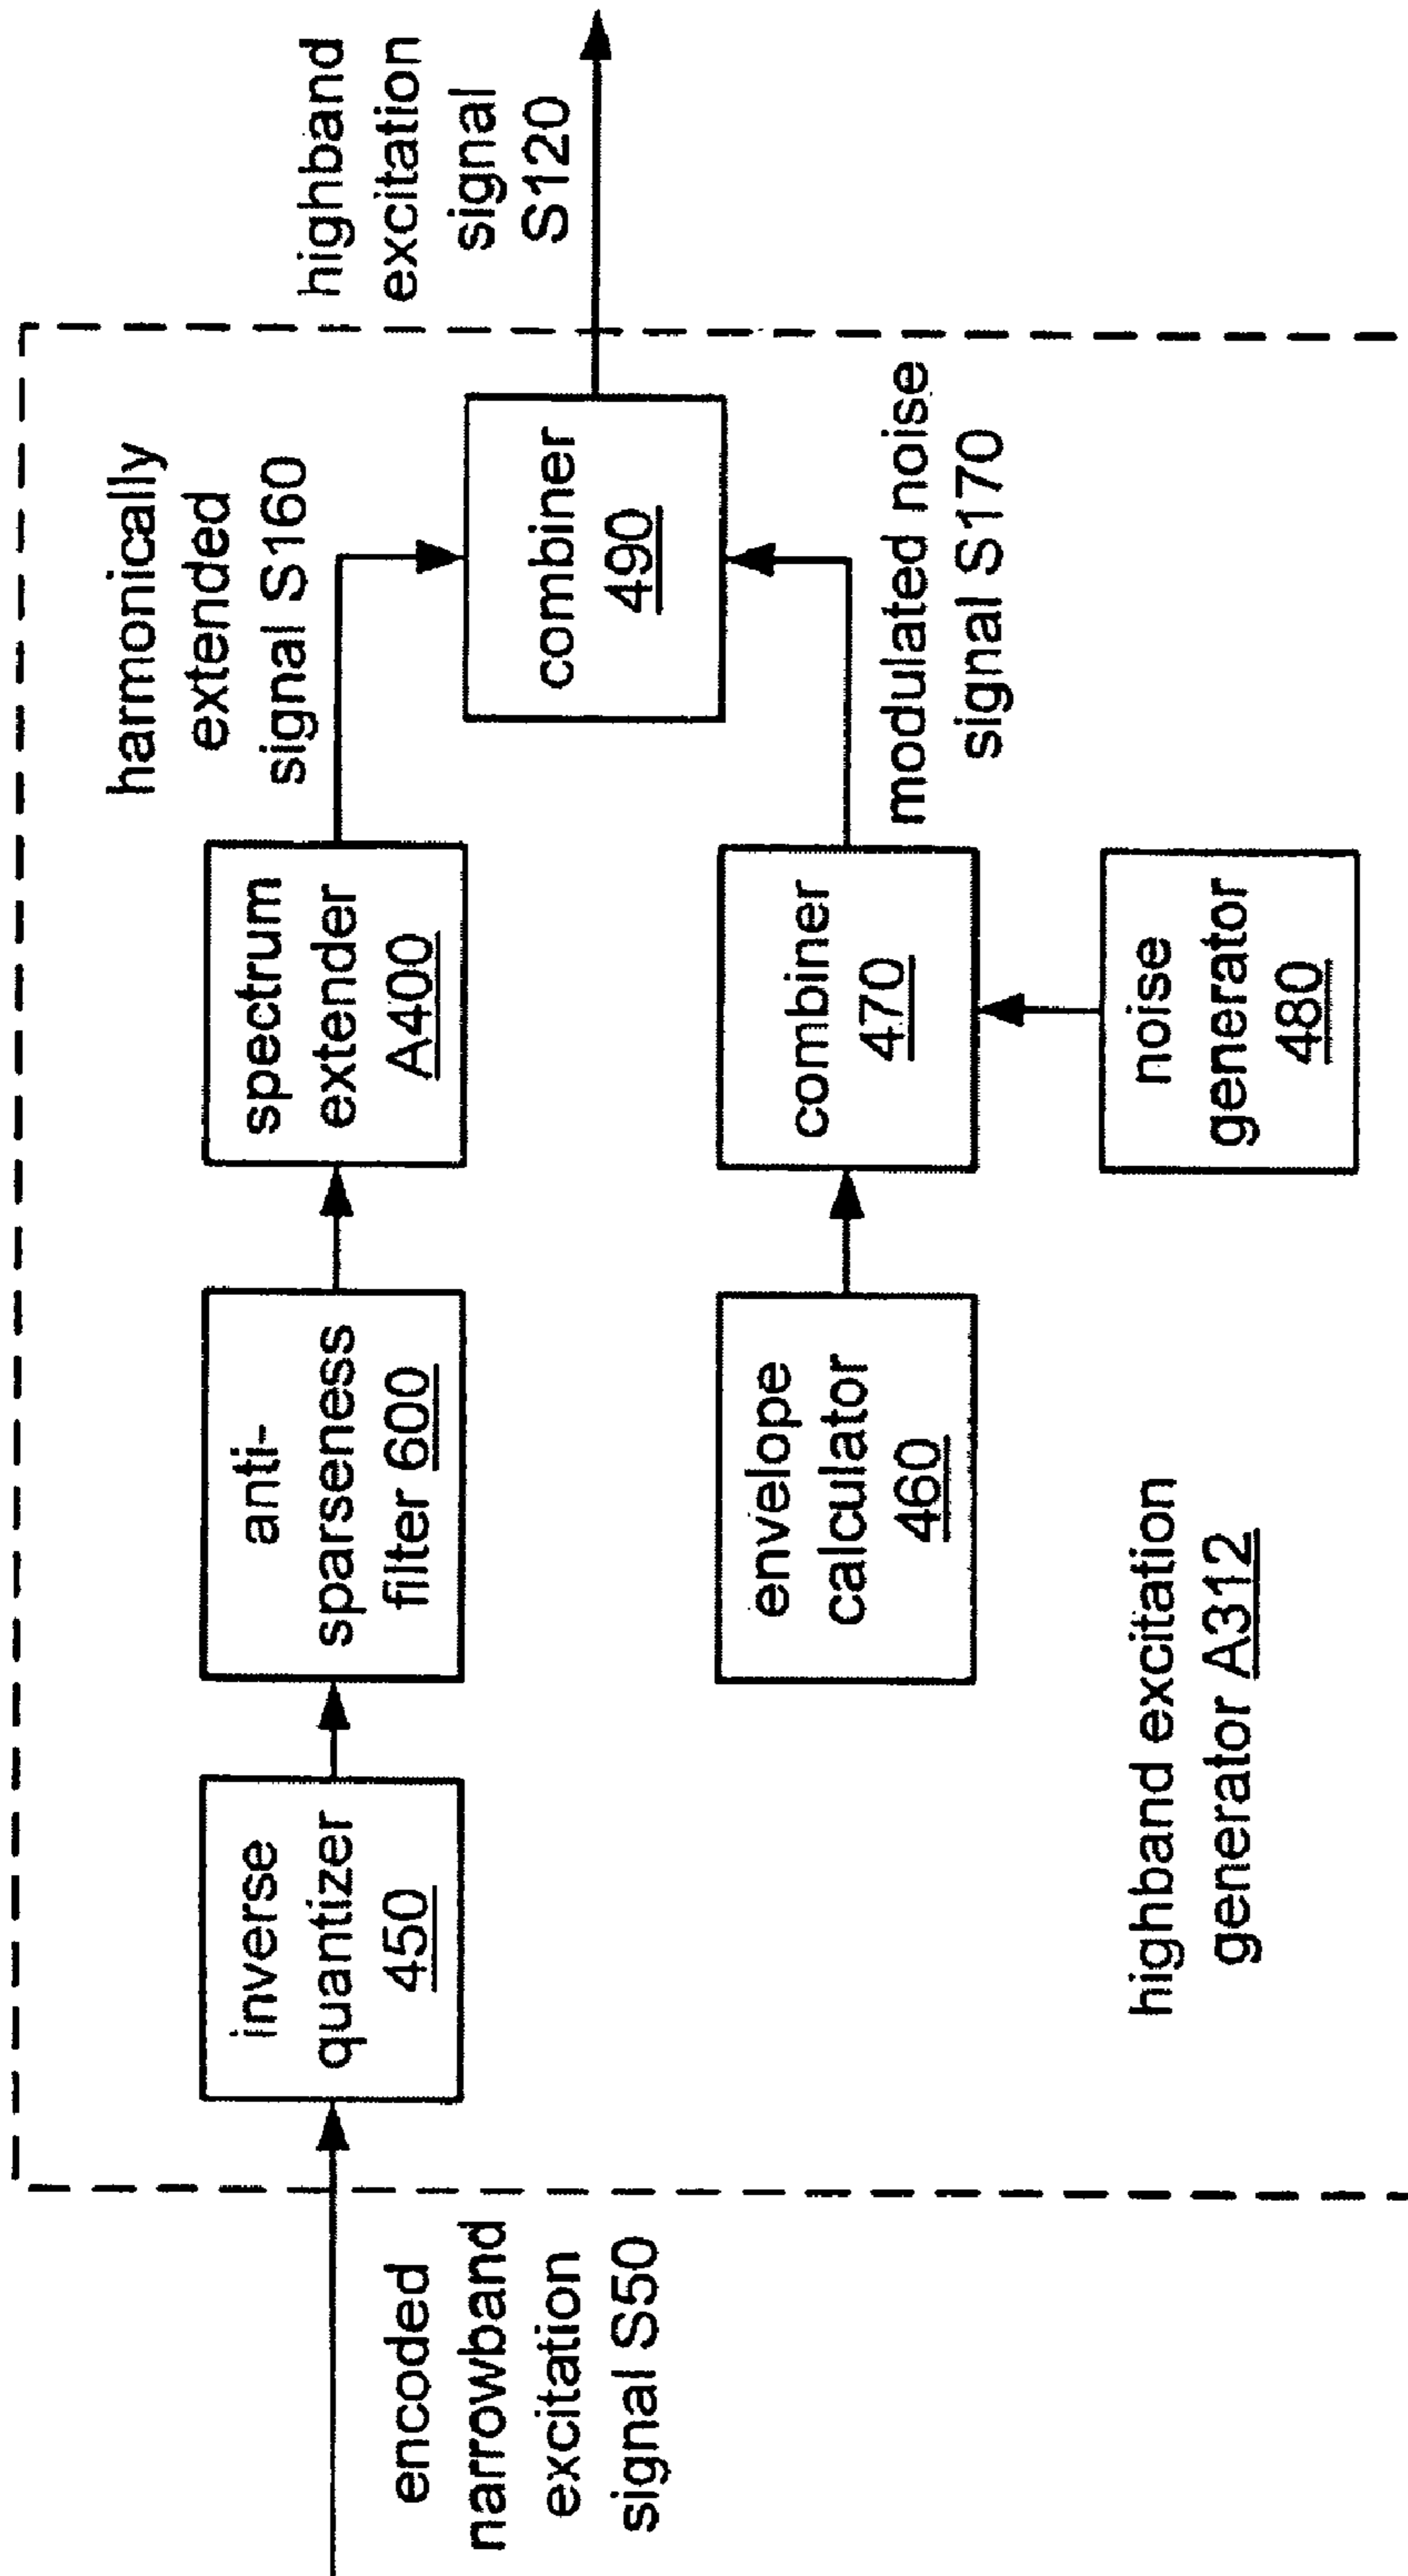 encoded
narrowband
excitation
signal S50
inverse
quantizer
450
anti-
sparseness
filter 600
spectrum
extender
A400
harmonically
extended
signal S160
combiner
490
highband
excitation
signal
S120
envelope
calculator
460
combiner
470
modulated noise
signal S170
noise
generator
480
highband excitation
generator A312